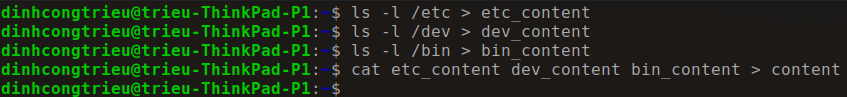 dinhcongtrieu@trieu-ThinkPad-P1:~$ ls -l /etc > etc_content
dinhcongtrieu@trieu-ThinkPad-P1:~$ ls -l /dev > dev_content
dinhcongtrieu@trieu-ThinkPad-P1:~$ ls -l /bin > bin_content
dinhcongtrieu@trieu-ThinkPad-P1:~$ cat etc_content dev_content bin_content > content
dinhcongtrieu@trieu-ThinkPad-P1:~$